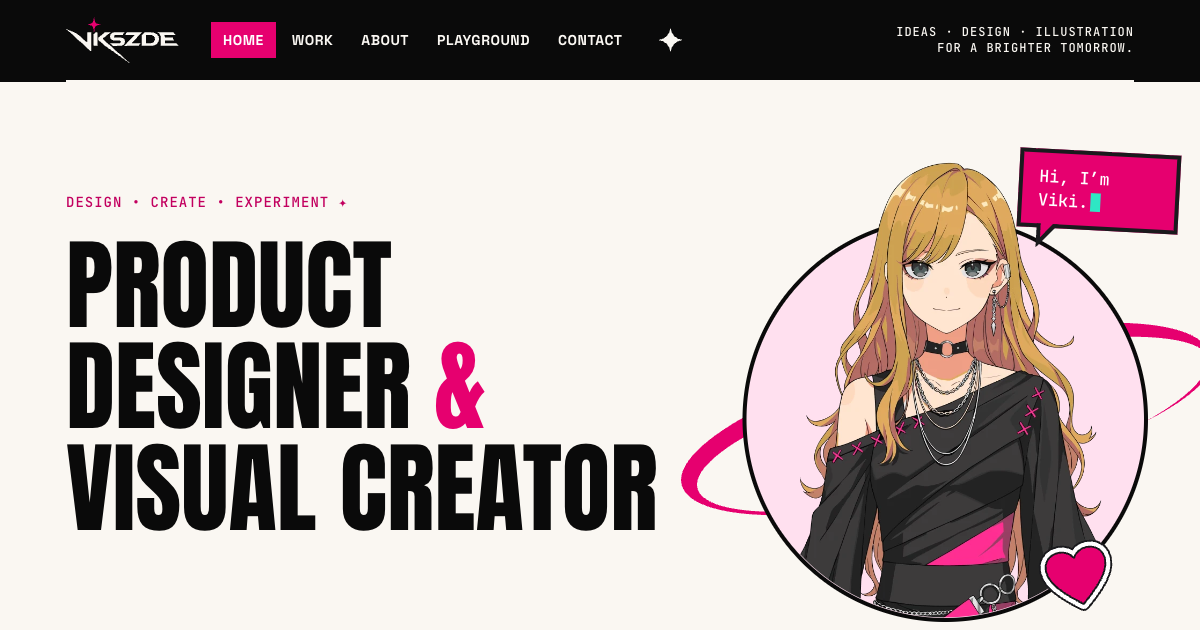 VKSZDE
HOME
WORK
ABOUT
PLAYGROUND
CONTACT
IDEAS · DESIGN · ILLUSTRATION
FOR A BRIGHTER TOMORROW.
DESIGN • CREATE • EXPERIMENT ✦
PRODUCT
DESIGNER &
VISUAL CREATOR
Hi, I’m
Viki.